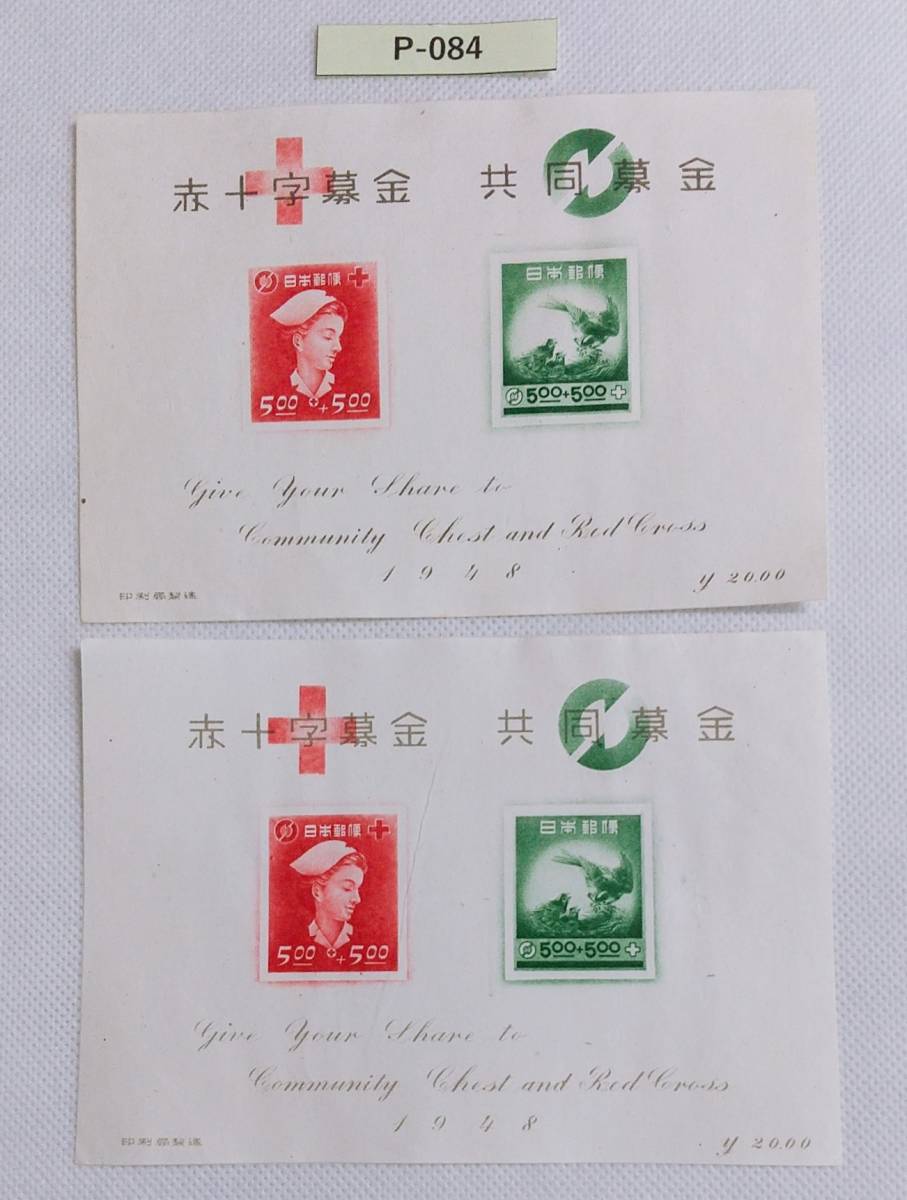 P-084
赤十字募金 共同募金
日本郵便
5.00 + 5.00
日本郵便
5.00+5.00
Give Your Share to
Community Chest and Red Cross
1948
印刷局製造 y 20.00
赤十字募金 共同募金
日本郵便
5.00 + 5.00
日本郵便
5.00+5.00
Give Your Share to
Community Chest and Red Cross
1948
印刷局製造 y 20.00